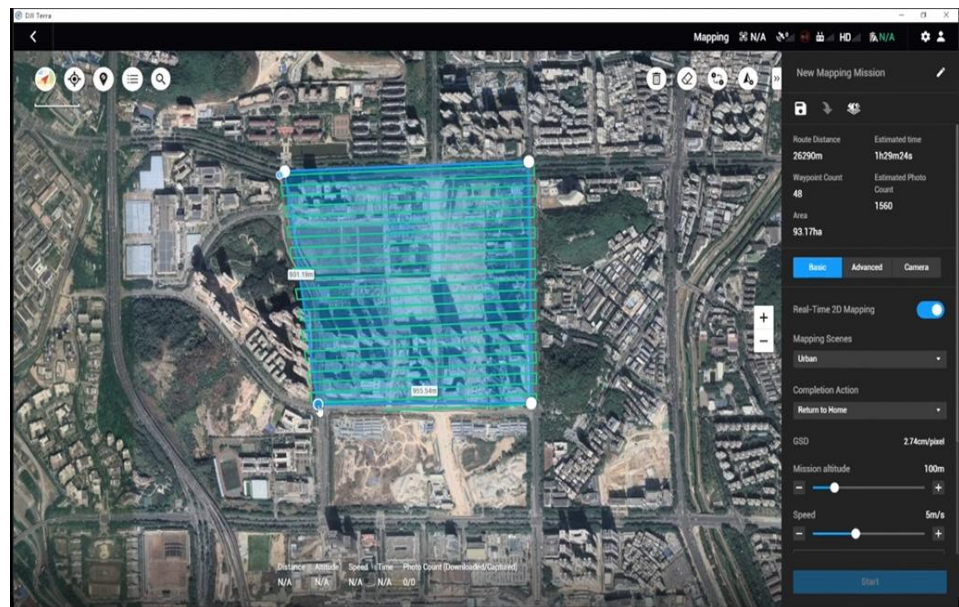 DJI Terra
Mapping N/A HD N/A
New Mapping Mission
Route Distance Estimated time
26290m 1h29m24s
Waypoint Count Estimated Photo Count
48 1560
Area
93.17ha
Basic Advanced Camera
Real-Time 2D Mapping
Mapping Scenes
Urban
Completion Action
Return to Home
GSD 2.74cm/pixel
Mission altitude 100m
Speed 5m/s
Start
931.19m
955.54m
Distance Altitude Speed Time Photo Count (Downloaded/Captured)
N/A N/A N/A N/A 0/0